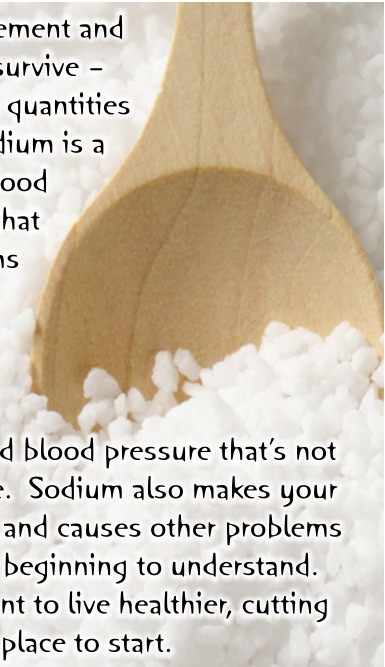 ement and
survive –
quantities
dium is a
ood
hat
ns
d blood pressure that's not
e. Sodium also makes your
and causes other problems
beginning to understand.
nt to live healthier, cutting
place to start.